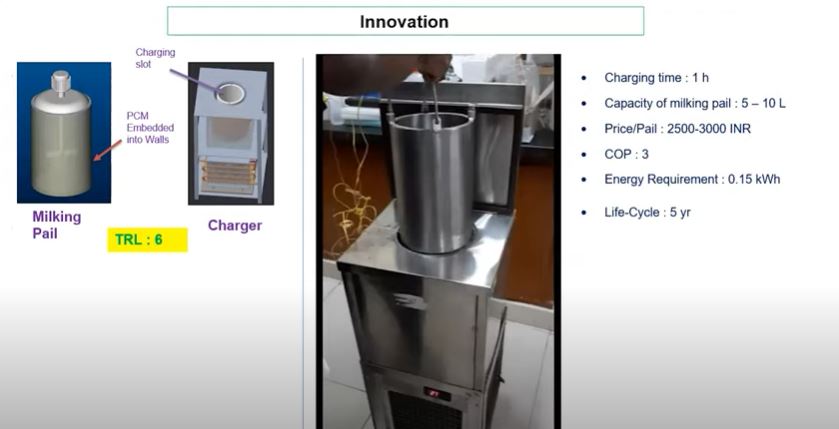 Innovation
Charging
slot
PCM
Embedded
into Walls
Milking
Pail
Charger
TRL : 6
Charging time : 1 h
Capacity of milking pail : 5 – 10 L
Price/Pail : 2500-3000 INR
COP : 3
Energy Requirement : 0.15 kWh
Life-Cycle : 5 yr